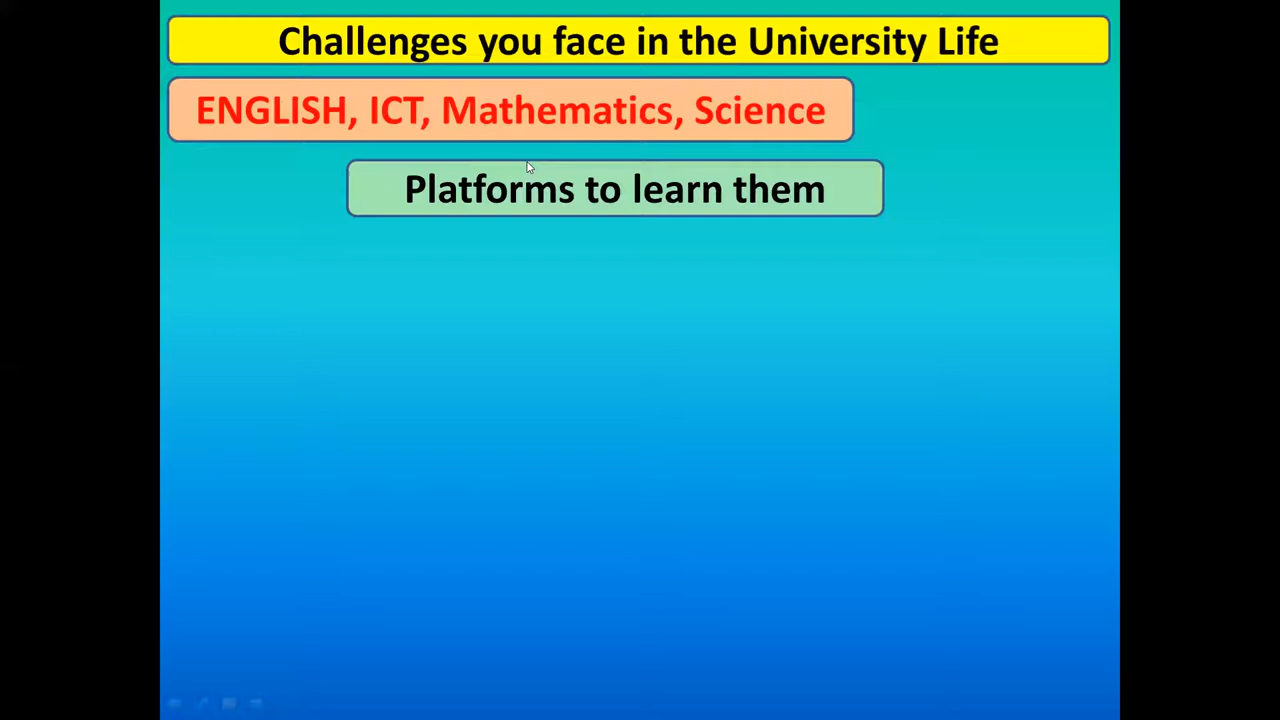 Challenges you face in the University Life
ENGLISH, ICT, Mathematics, Science
Platforms to learn them